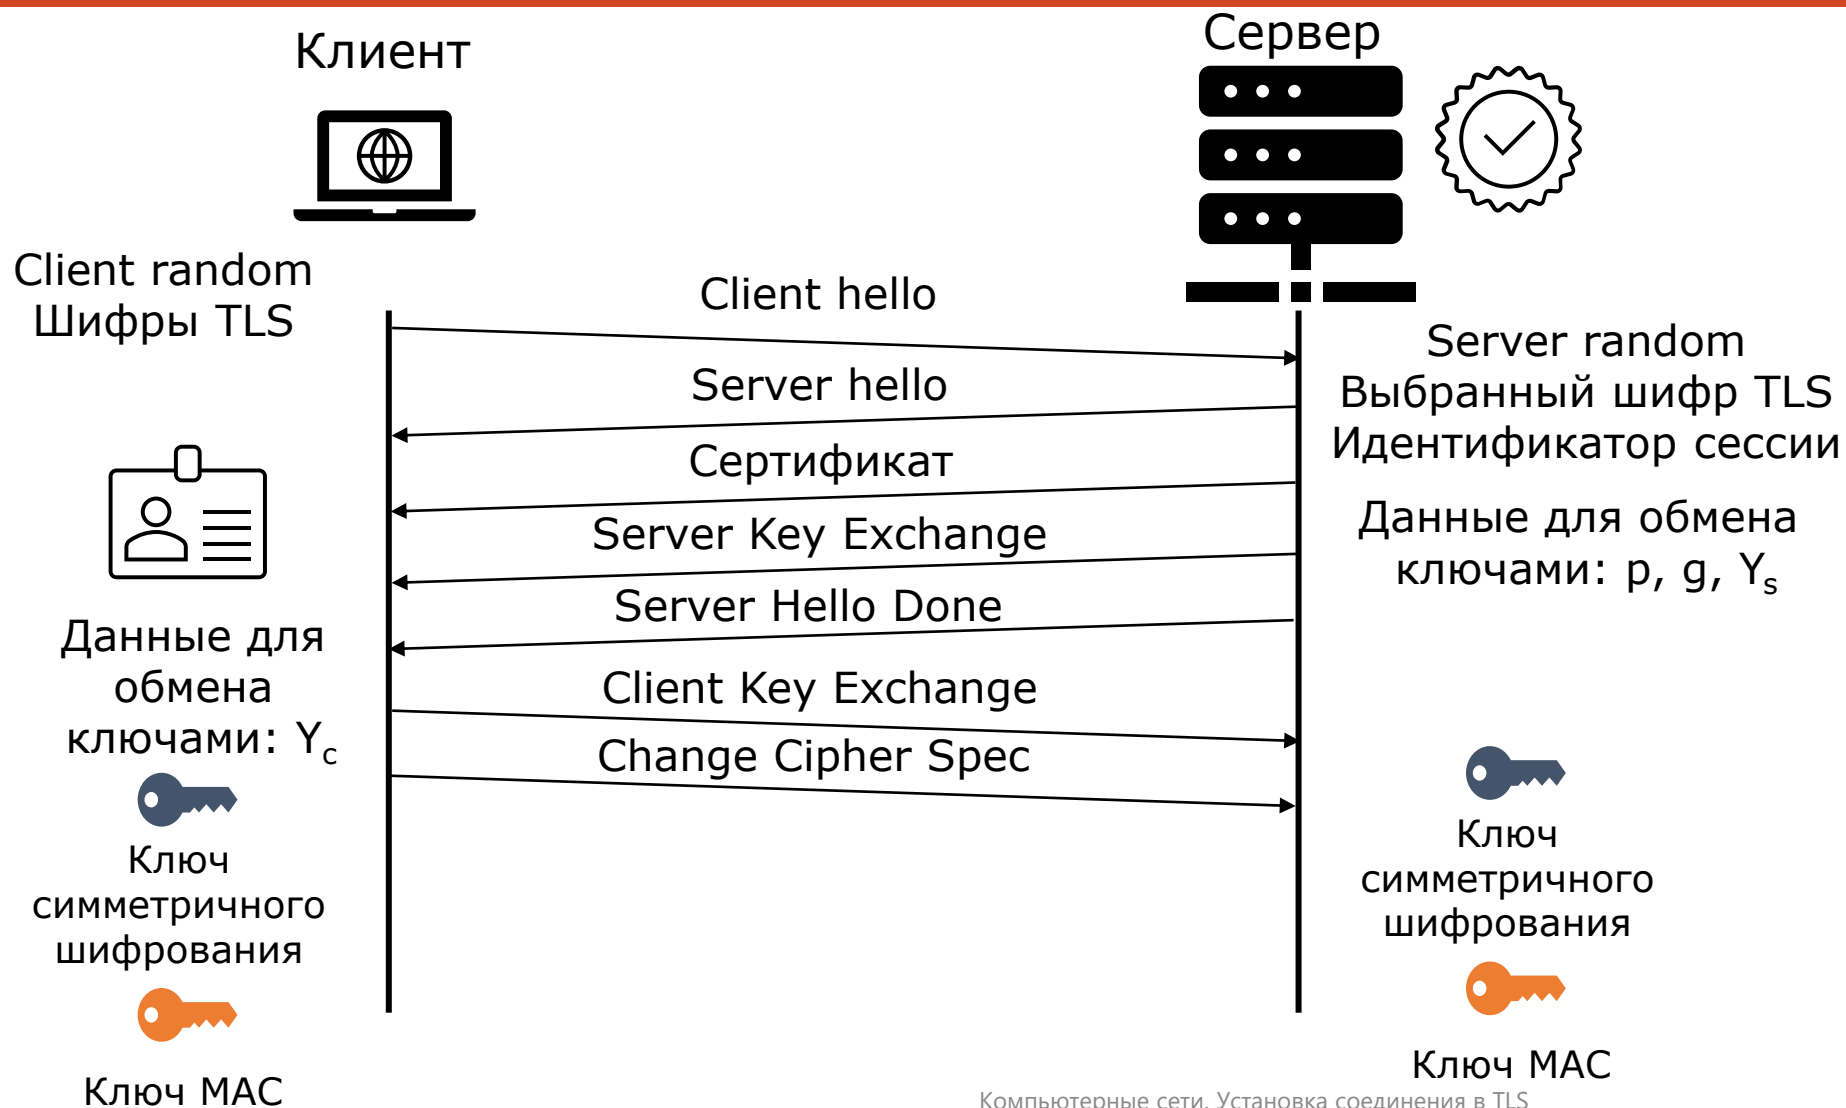 Клиент
Сервер
Client random
Шифры TLS
Client hello
Server random
Выбранный шифр TLS
Идентификатор сессии
Server hello
Сертификат
Server Key Exchange
Данные для обмена
ключами: p, g, Yₛ
Server Hello Done
Данные для
обмена
ключами: Y_c
Client Key Exchange
Change Cipher Spec
Ключ
симметричного
шифрования
Ключ
симметричного
шифрования
Ключ MAC
Ключ MAC
Компьютерные сети. Установка соединения в TLS